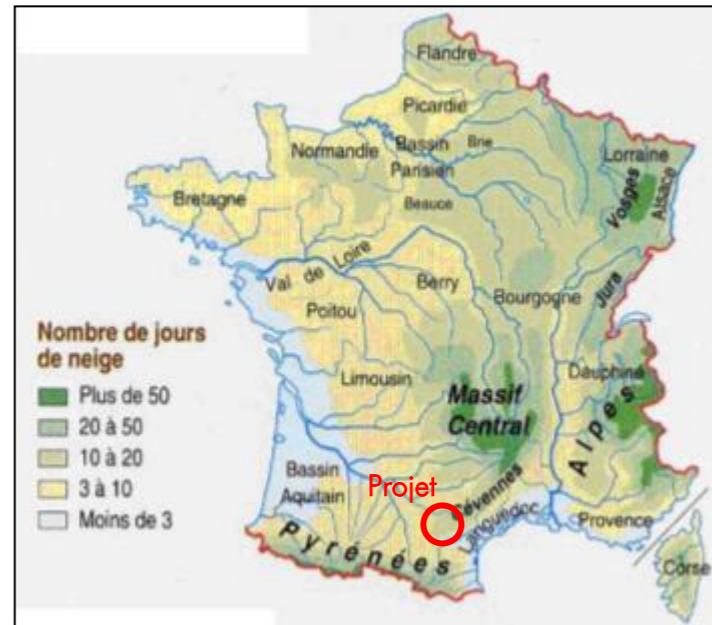 Flandre
Picardie
Normandie
Bassin
Parisien
Brie
Lorraine
Vosges
Alsace
Beauce
Bretagne
Val de Loire
Berry
Bourgogne
Jura
Poitou
Nombre de jours
de neige
Plus de 50
20 à 50
10 à 20
3 à 10
Moins de 3
Limousin
Massif
Central
Dauphiné
Alpes
Bassin
Aquitain
Projet
Cévennes
Languedoc
Provence
Pyrénées
Corse